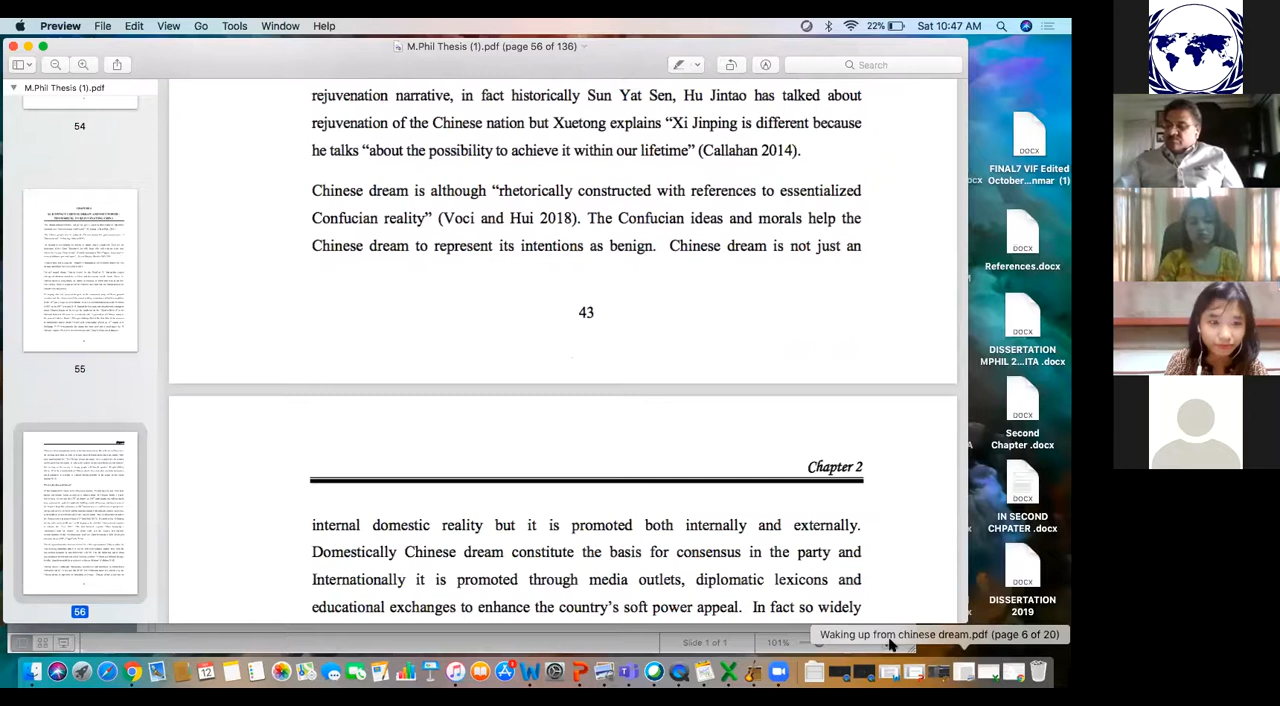 Preview File Edit View Go Tools Window Help 22% Sat 10:47 AM
M.Phil Thesis (1).pdf (page 56 of 136)
Search
M.Phil Thesis (1).pdf
54
55
56
rejuvenation narrative, in fact historically Sun Yat Sen, Hu Jintao has talked about
rejuvenation of the Chinese nation but Xuetong explains “Xi Jinping is different because
he talks “about the possibility to achieve it within our lifetime” (Callahan 2014).
Chinese dream is although “rhetorically constructed with references to essentialized
Confucian reality” (Voci and Hui 2018). The Confucian ideas and morals help the
Chinese dream to represent its intentions as benign. Chinese dream is not just an
43
Chapter 2
internal domestic reality but it is promoted both internally and externally.
Domestically Chinese dream constitute the basis for consensus in the party and
Internationally it is promoted through media outlets, diplomatic lexicons and
educational exchanges to enhance the country’s soft power appeal. In fact so widely
DOCX
FINAL7 VIF Edited
October...nmar (1)
DOCX
References.docx
DOCX
DISSERTATION
MPHIL 2...ITA .docx
DOCX
Second
Chapter .docx
DOCX
IN SECOND
CHPATER .docx
DOCX
DISSERTATION
2019
Slide 1 of 1
101%
Waking up from chinese dream.pdf (page 6 of 20)
12